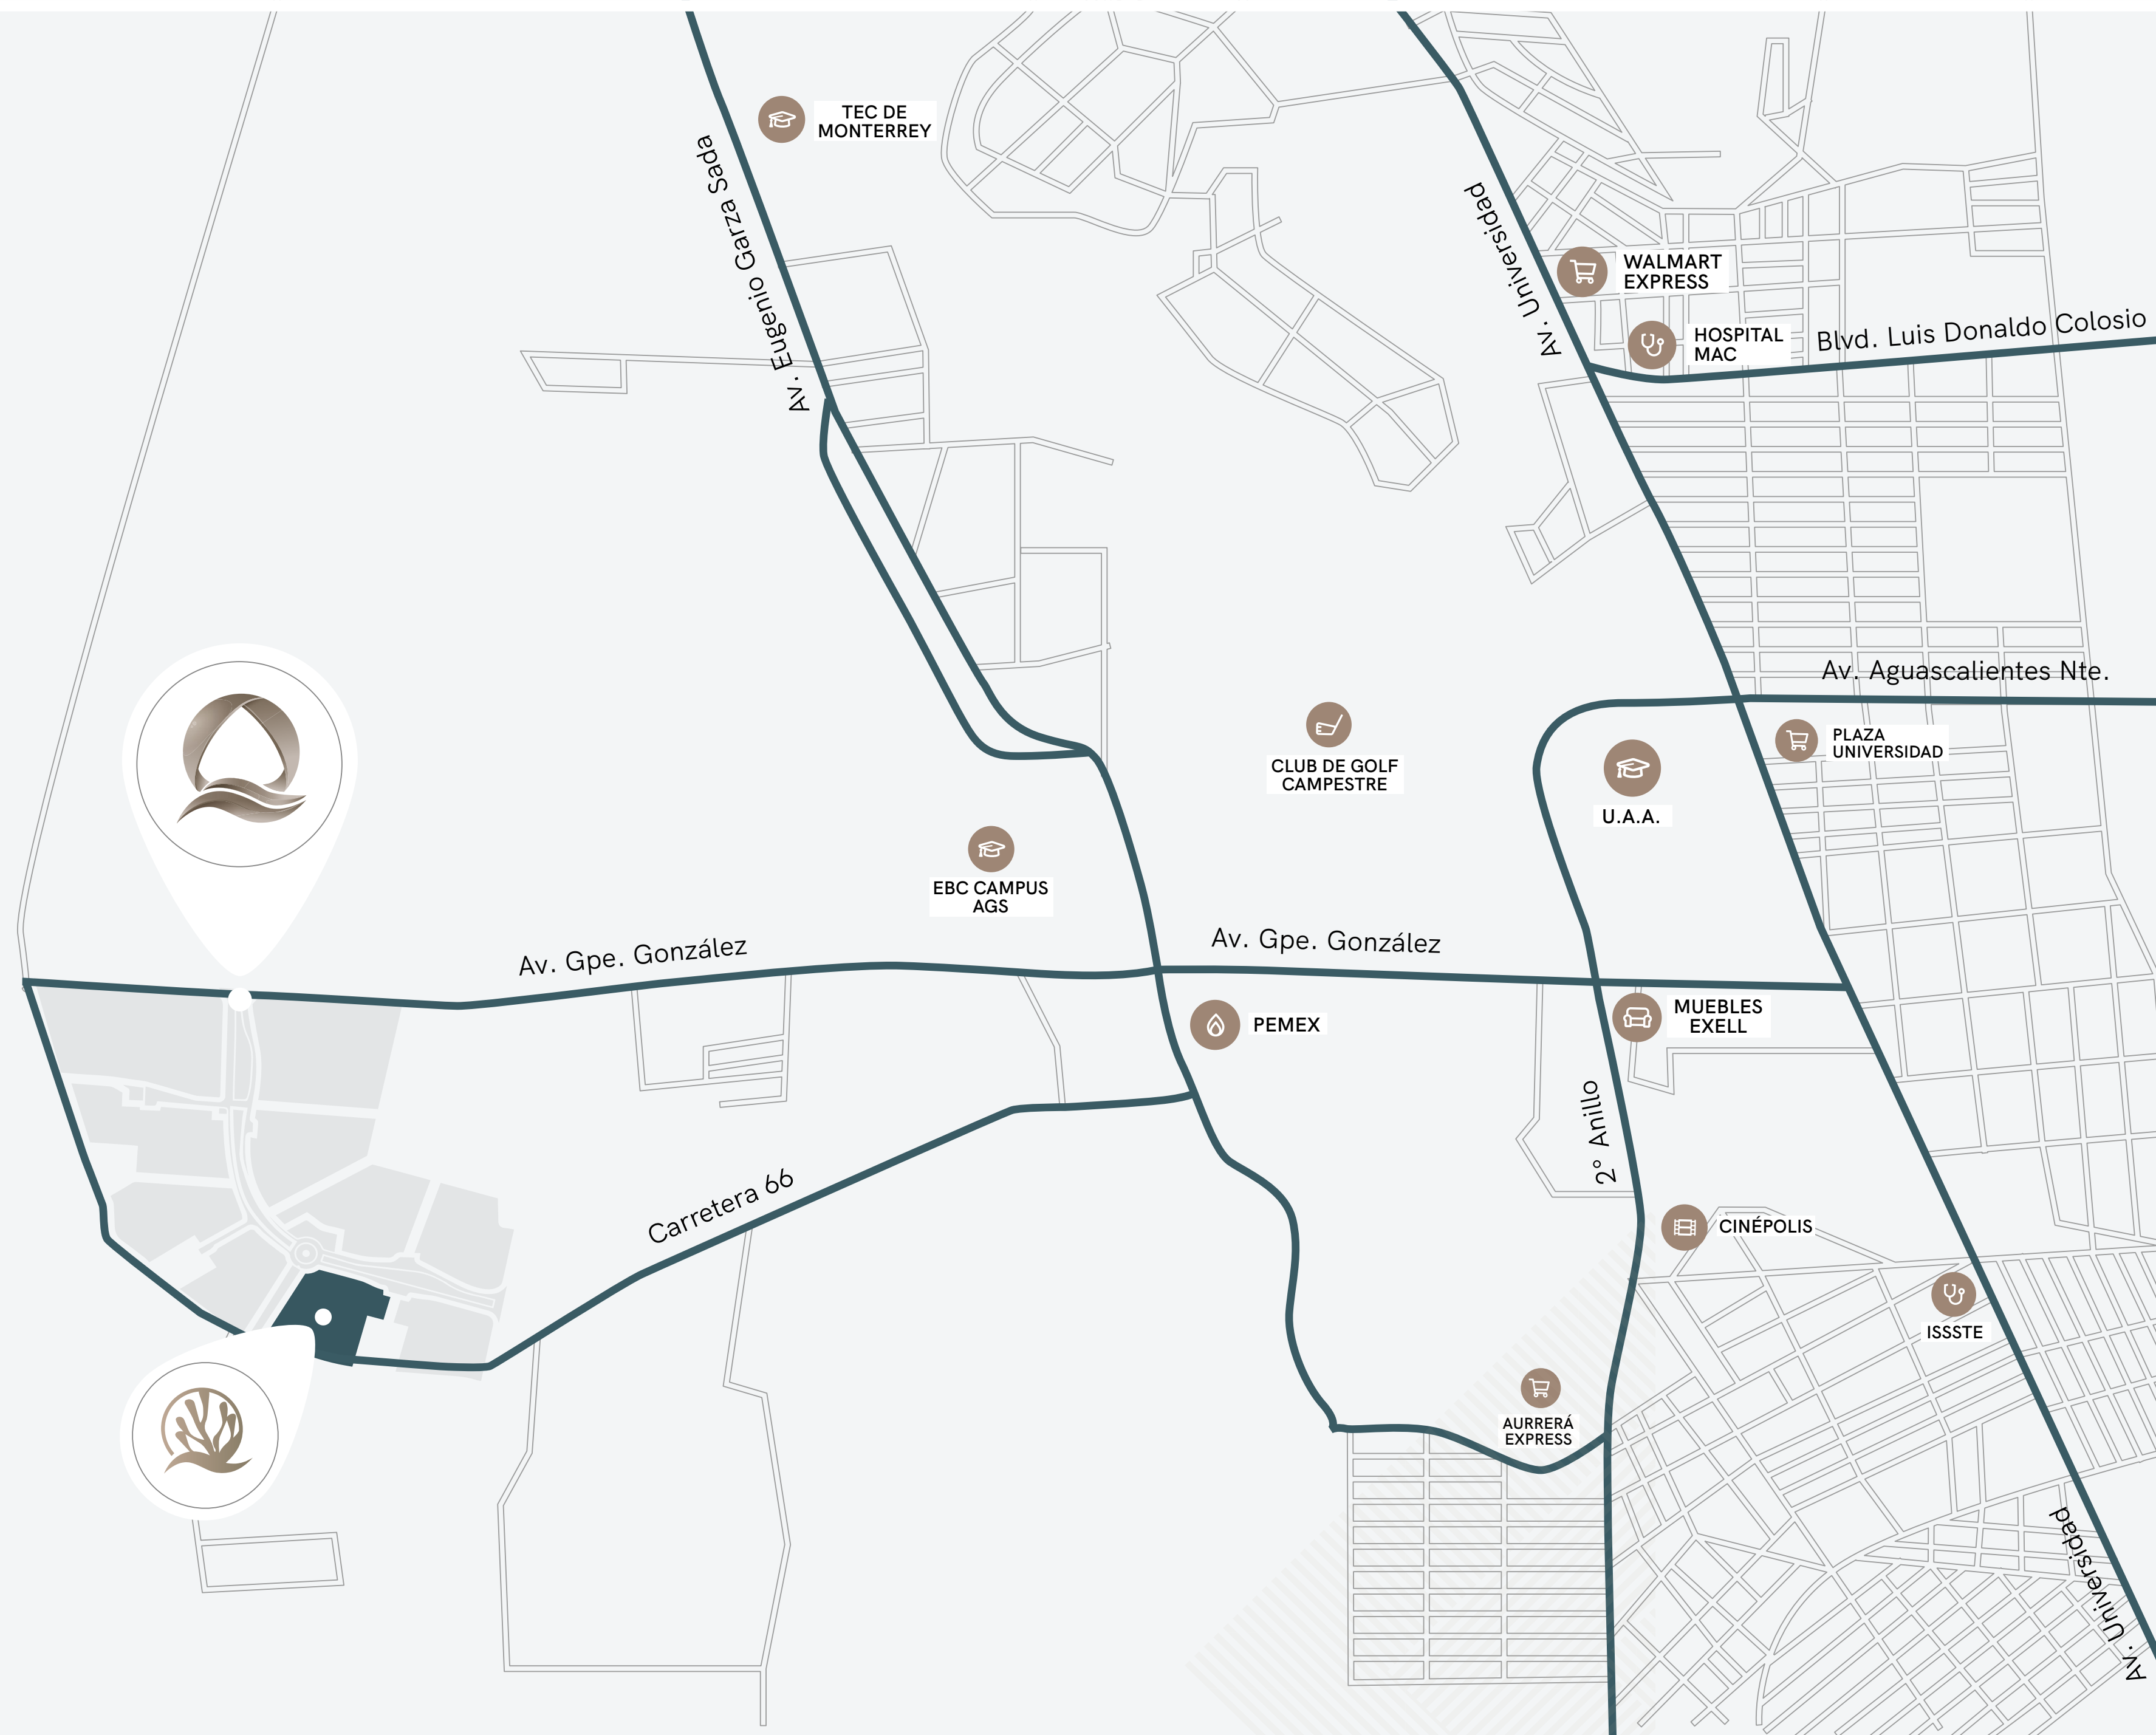 TEC DE
MONTERREY
Av. Eugenio Garza Sada
Av. Universidad
WALMART
EXPRESS
HOSPITAL
MAC
Blvd. Luis Donaldo Colosio
Av. Aguascalientes Nte.
PLAZA
UNIVERSIDAD
CLUB DE GOLF
CAMPESTRE
U.A.A.
EBC CAMPUS
AGS
Av. Gpe. González
Av. Gpe. González
PEMEX
MUEBLES
EXELL
2° Anillo
Carretera 66
CINÉPOLIS
ISSSTE
AURRERÁ
EXPRESS
Av. Universidad